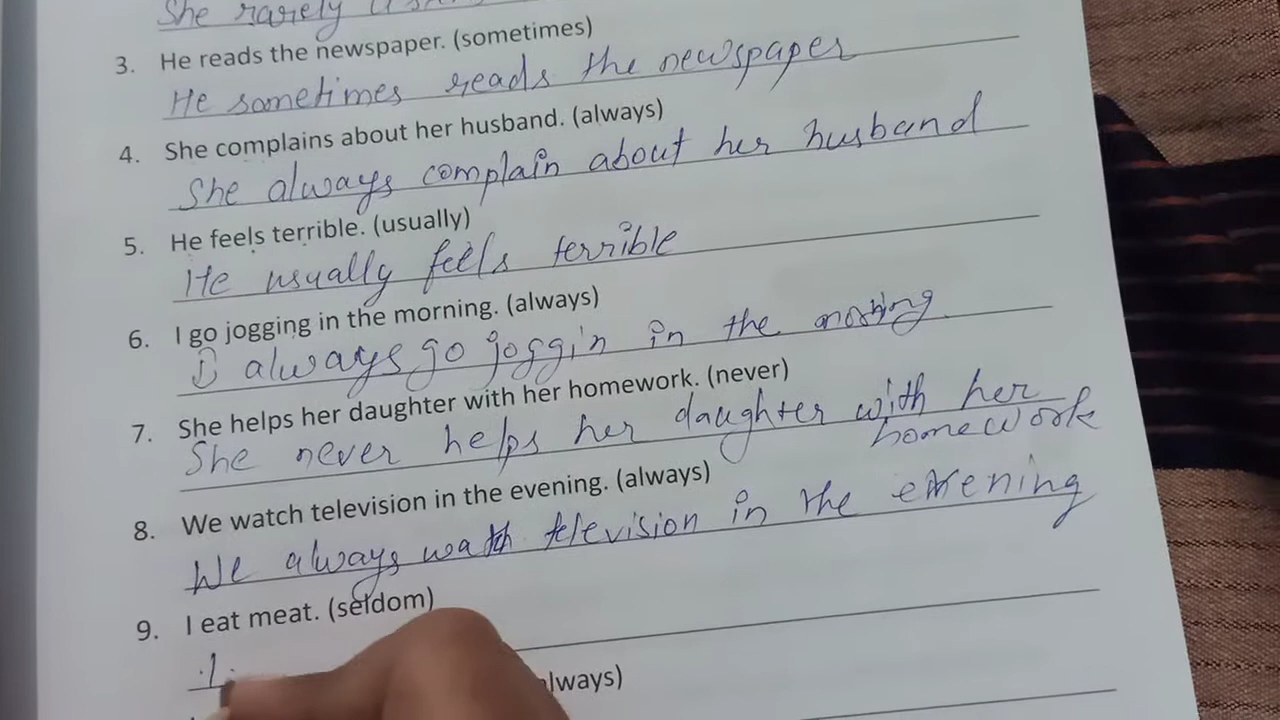 She rarely
3. He reads the newspaper. (sometimes)
He sometimes reads the newspaper
4. She complains about her husband. (always)
She always complain about her husband
5. He feels terrible. (usually)
He usually feels terrible
6. I go jogging in the morning. (always)
I always go joggin in the morning
7. She helps her daughter with her homework. (never)
She never helps her daughter with her
homework
8. We watch television in the evening. (always)
We always watch television in the evening
9. I eat meat. (seldom)
I
lways)